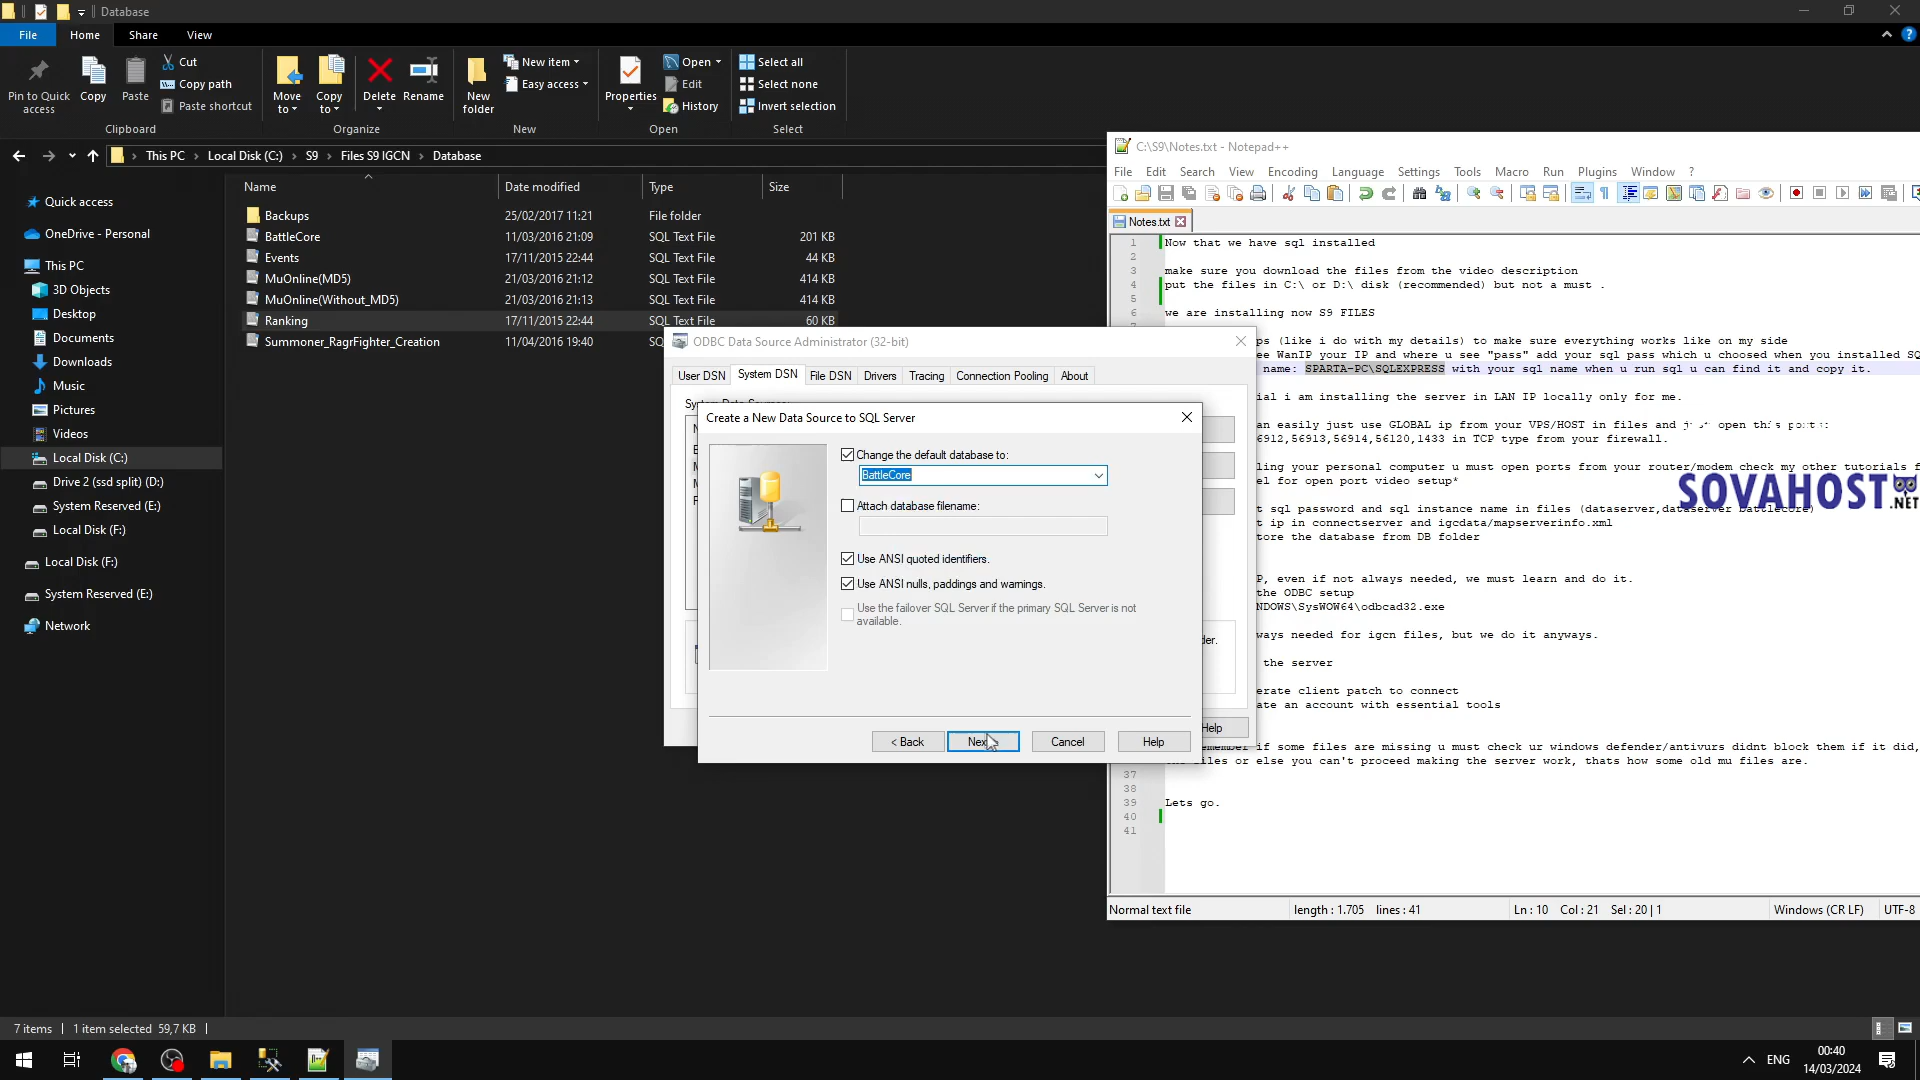 Database
File
Home
Share
View
Pin to Quick access
Copy
Paste
Cut
Copy path
Paste shortcut
Clipboard
Move to
Copy to
Delete
Rename
Organize
New folder
New item
Easy access
New
Properties
Open
Edit
History
Open
Select all
Select none
Invert selection
Select
This PC
Local Disk (C:)
S9
Files S9 IGCN
Database
Name
Date modified
Type
Size
Backups 25/02/2017 11:21 File folder
BattleCore 11/03/2016 21:09 SQL Text File 201 KB
Events 17/11/2015 22:44 SQL Text File 44 KB
MuOnline(MD5) 21/03/2016 21:12 SQL Text File 414 KB
MuOnline(Without_MD5) 21/03/2016 21:13 SQL Text File 414 KB
Ranking 17/11/2015 22:44 SQL Text File 60 KB
Summoner_RagrFighter_Creation 11/04/2016 19:40
Quick access
OneDrive - Personal
This PC
3D Objects
Desktop
Documents
Downloads
Music
Pictures
Videos
Local Disk (C:)
Drive 2 (ssd split) (D:)
System Reserved (E:)
Local Disk (F:)
Local Disk (F:)
System Reserved (E:)
Network
ODBC Data Source Administrator (32-bit)
User DSN
System DSN
File DSN
Drivers
Tracing
Connection Pooling
About
Create a New Data Source to SQL Server
Change the default database to:
BattleCore
Attach database filename:
Use ANSI quoted identifiers.
Use ANSI nulls, paddings and warnings.
Use the failover SQL Server if the primary SQL Server is not
available.
< Back
Cancel
Help
Help
C:\S9\Notes.txt - Notepad++
File Edit Search View Encoding Language Settings Tools Macro Run Plugins Window ?
Notes.txt
1 Now that we have sql installed
2
3 make sure you download the files from the video description
4 put the files in C:\ or D:\ disk (recommended) but not a must .
5
6 we are installing now S9 FILES
ps (like i do with my details) to make sure everything works like on my side
ee WanIP your IP and where u see "pass" add your sql pass which u choosed when you installed SQ
name: SPARTA-PC\SQLEXPRESS with your sql name when u run sql u can find it and copy it.
ial i am installing the server in LAN IP locally only for me.
an easily just use GLOBAL ip from your VPS/HOST in files and
open this
6912,56913,56914,56120,1433 in TCP type from your firewall.
ling your personal computer u must open ports from your router/modem check my other tutorials f
el for open port video setup*
SOVAHOST
.NET
t sql password and sql instance name in files (dataserver,dataserver battlecore)
t ip in connectserver and igcdata/mapserverinfo.xml
tore the database from DB folder
P, even if not always needed, we must learn and do it.
the ODBC setup
NDOWS\SysWOW64\odbcad32.exe
ways needed for igcn files, but we do it anyways.
the server
erate client patch to connect
ate an account with essential tools
if some files are missing u must check ur windows defender/antivurs didnt block them if it did,
files or else you can't proceed making the server work, thats how some old mu files are.
37
38
39 Lets go.
40
41
Normal text file
length : 1.705 lines : 41
Ln : 10 Col : 21 Sel : 20 | 1
Windows (CR LF)
UTF-8
7 items
1 item selected 59,7 KB
ENG
00:40
14/03/2024